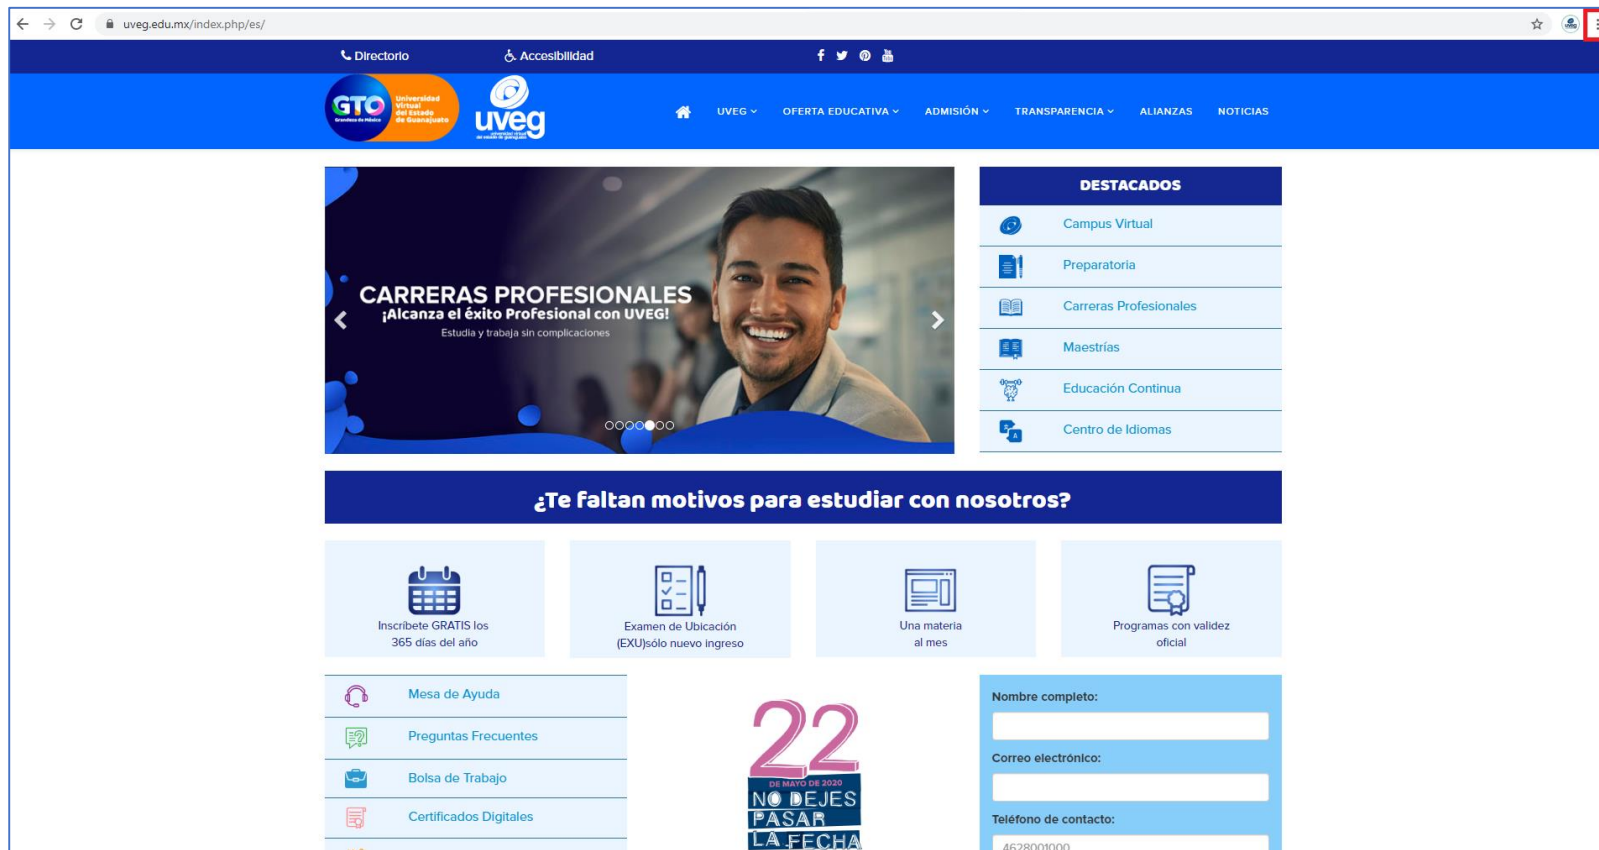 uveg.edu.mx/index.php/es/
Directorio
Accesibilidad
GTO
Grandeza de México
Universidad
Virtual
del Estado
de Guanajuato
uveg
UVEG
OFERTA EDUCATIVA
ADMISIÓN
TRANSPARENCIA
ALIANZAS
NOTICIAS
CARRERAS PROFESIONALES
¡Alcanza el éxito Profesional con UVEG!
Estudia y trabaja sin complicaciones
DESTACADOS
Campus Virtual
Preparatoria
Carreras Profesionales
Maestrías
Educación Continua
Centro de Idiomas
¿Te faltan motivos para estudiar con nosotros?
Inscríbete GRATIS los
365 días del año
Examen de Ubicación
(EXU)sólo nuevo ingreso
Una materia
al mes
Programas con validez
oficial
Mesa de Ayuda
Preguntas Frecuentes
Bolsa de Trabajo
Certificados Digitales
22
DE MAYO DE 2020
NO DEJES
PASAR
LA FECHA
Nombre completo:
Correo electrónico:
Teléfono de contacto:
4628001000